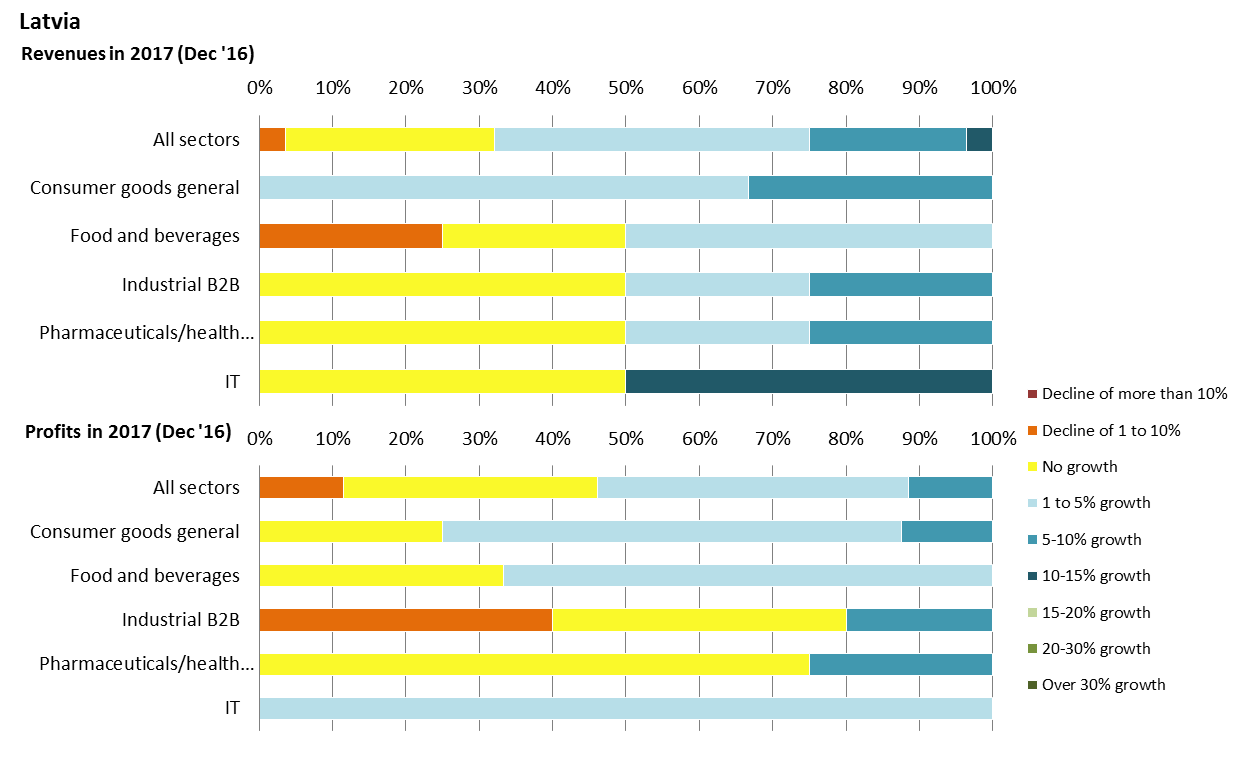 Latvia
Revenues in 2017 (Dec '16)
0% 10% 20% 30% 40% 50% 60% 70% 80% 90% 100%
All sectors
Consumer goods general
Food and beverages
Industrial B2B
Pharmaceuticals/health...
IT
Profits in 2017 (Dec '16)
0% 10% 20% 30% 40% 50% 60% 70% 80% 90% 100%
All sectors
Consumer goods general
Food and beverages
Industrial B2B
Pharmaceuticals/health...
IT
Decline of more than 10%
Decline of 1 to 10%
No growth
1 to 5% growth
5-10% growth
10-15% growth
15-20% growth
20-30% growth
Over 30% growth